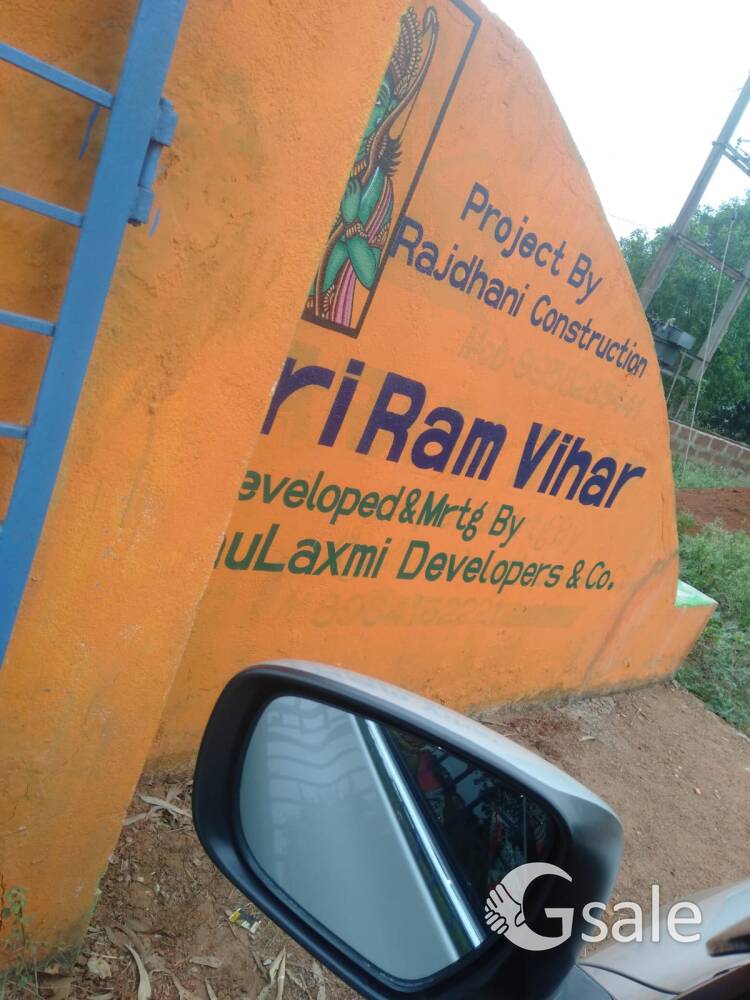 Project By
Rajdhani Construction
ri Ram Vihar
eveloped&Mrtg By
uLaxmi Developers & Co.
Gsale